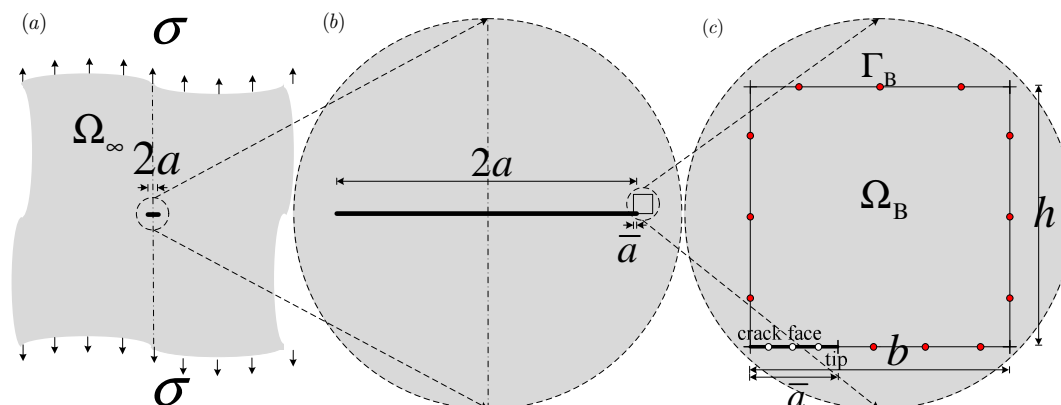 (a)
σ
Ω∞
2a
σ
(b)
2a
a̅
(c)
Γ_B
Ω_B
h
crack face
tip
b
a̅